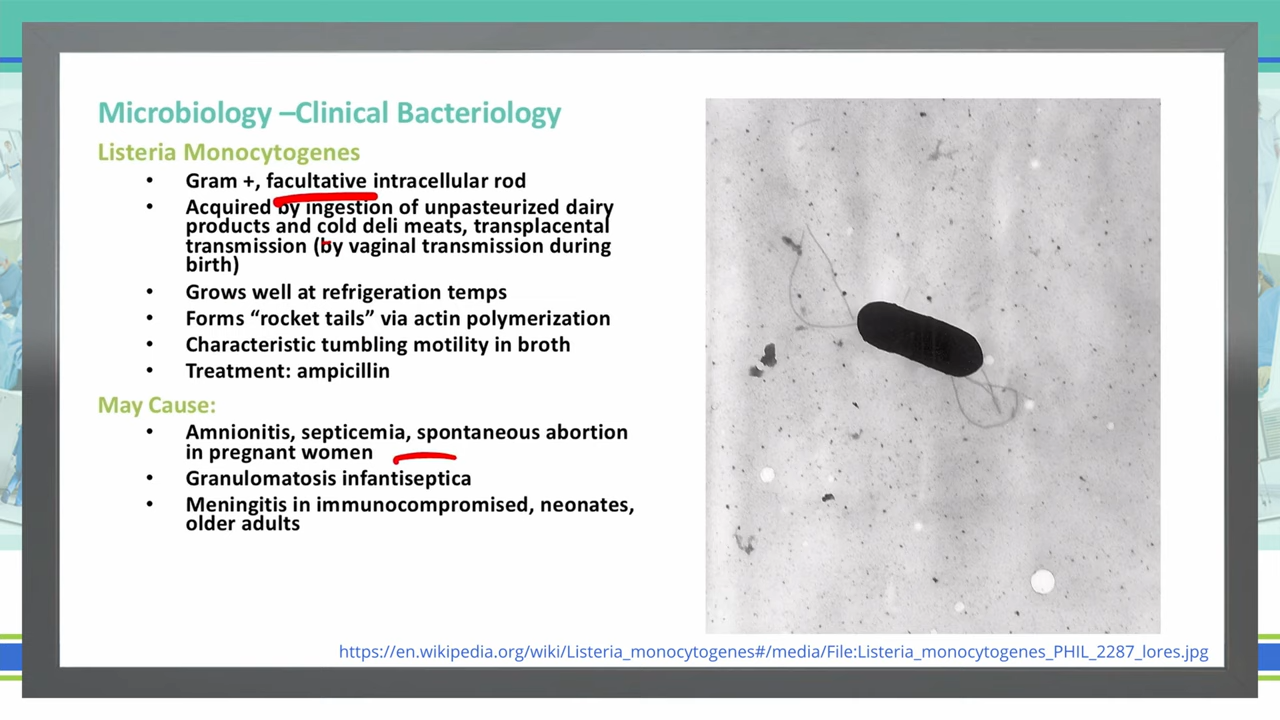 Microbiology –Clinical Bacteriology
Listeria Monocytogenes
• Gram +, facultative intracellular rod
• Acquired by ingestion of unpasteurized dairy
products and cold deli meats, transplacental
transmission (by vaginal transmission during
birth)
• Grows well at refrigeration temps
• Forms “rocket tails” via actin polymerization
• Characteristic tumbling motility in broth
• Treatment: ampicillin
May Cause:
• Amnionitis, septicemia, spontaneous abortion
in pregnant women
• Granulomatosis infantiseptica
• Meningitis in immunocompromised, neonates,
older adults
https://en.wikipedia.org/wiki/Listeria_monocytogenes#/media/File:Listeria_monocytogenes_PHIL_2287_lores.jpg